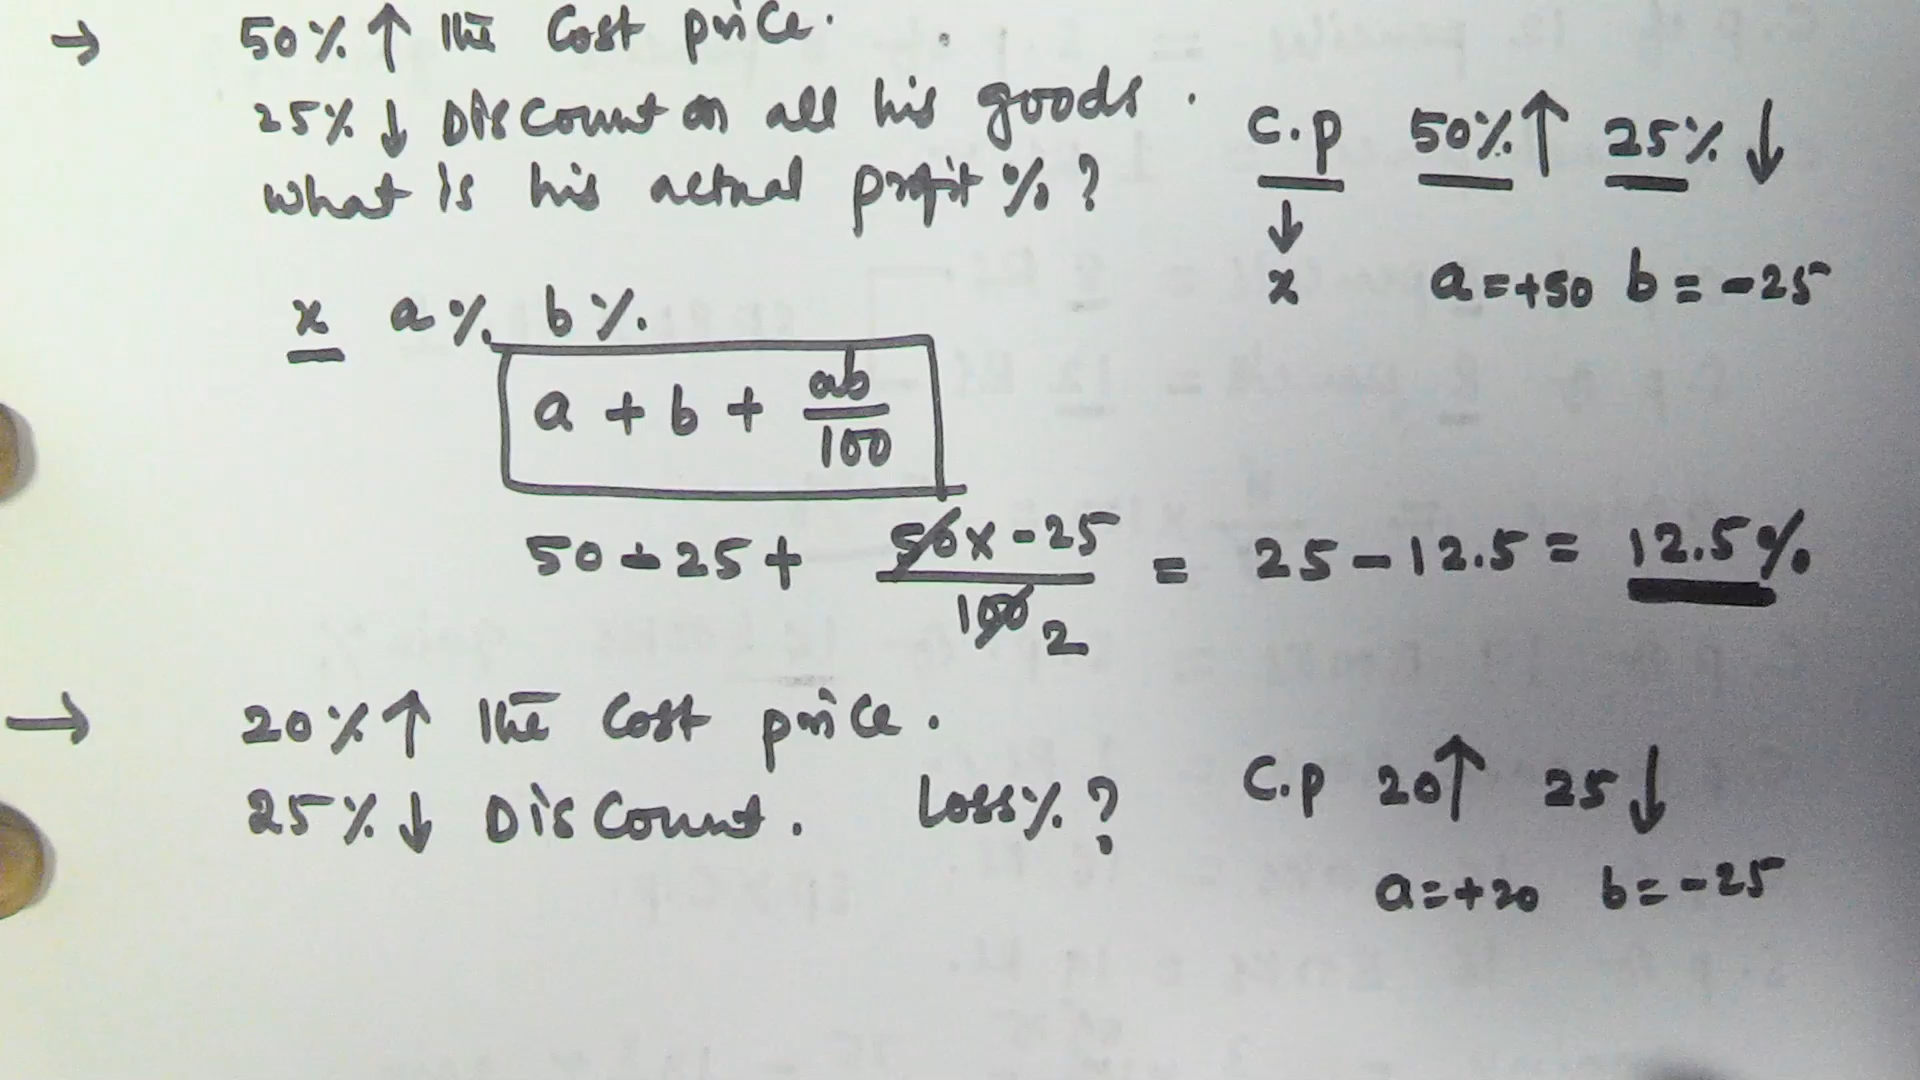 → 50% ↑ the Cost price.
25% ↓ Discount on all his goods.
What is his actual profit %?
C.p 50% ↑ 25% ↓
↓
x a=+50 b=-25
x a% b%
a + b + ab/100
50-25+ 50x-25/100 2 = 25-12.5= 12.5%
→ 20% ↑ the Cost price.
25% ↓ Discount. Loss%?
C.p 20↑ 25↓
a=+20 b=-25